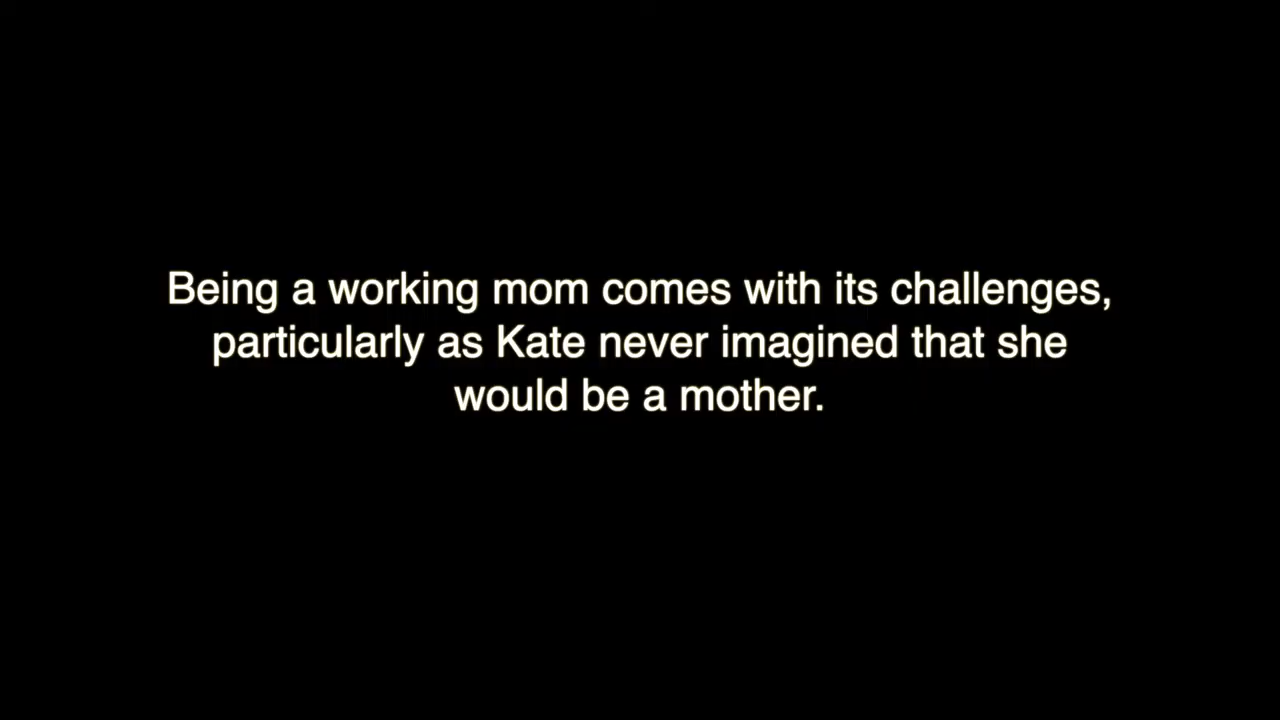 Being a working mom comes with its challenges,
particularly as Kate never imagined that she
would be a mother.